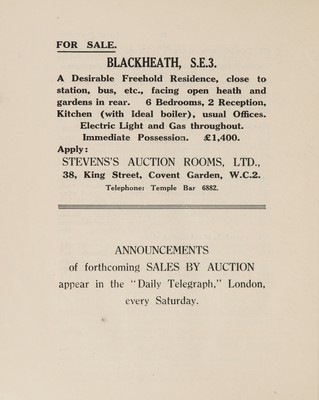 FOR SALE.
BLACKHEATH, S.E.3.
A Desirable Freehold Residence, close to
station, bus, etc., facing open heath and
gardens in rear. 6 Bedrooms, 2 Reception,
Kitchen (with Ideal boiler), usual Offices.
Electric Light and Gas throughout.
Immediate Possession. £1,400.
Apply:
STEVENS'S AUCTION ROOMS, LTD.,
38, King Street, Covent Garden, W.C.2.
Telephone: Temple Bar 6882.
ANNOUNCEMENTS
of forthcoming SALES BY AUCTION
appear in the "Daily Telegraph," London,
every Saturday.